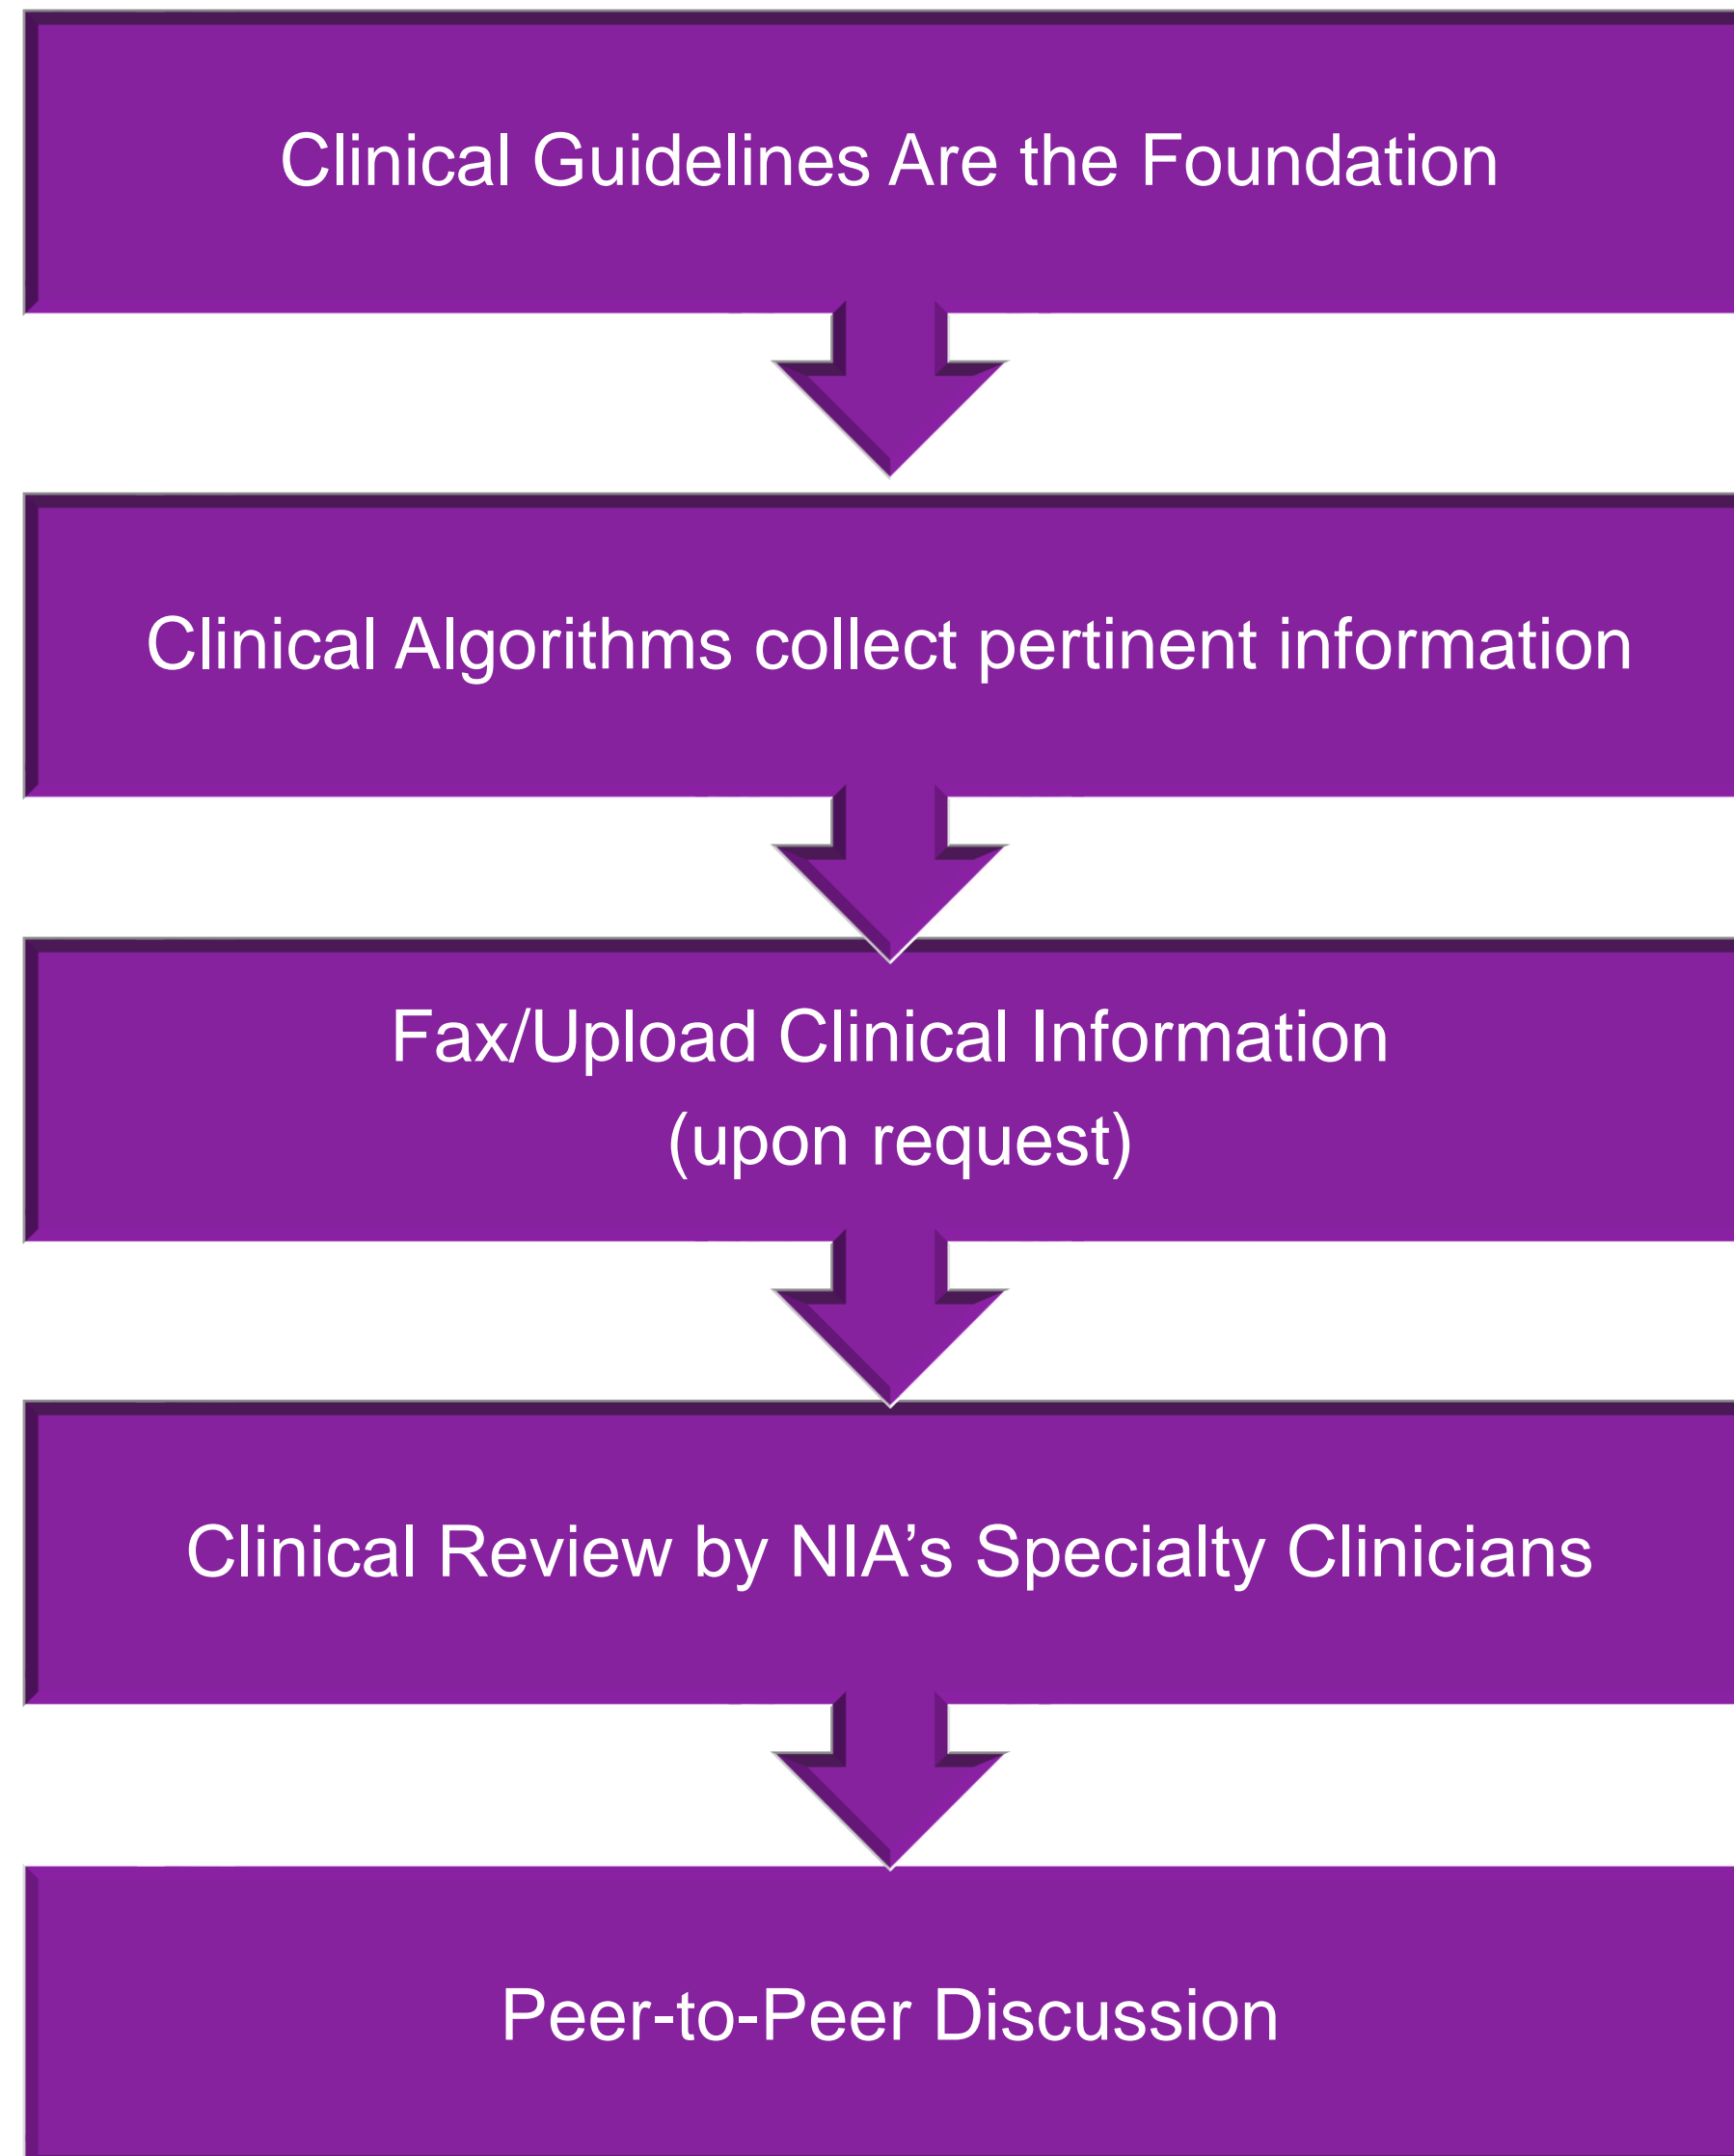 Clinical Guidelines Are the Foundation
Clinical Algorithms collect pertinent information
Fax/Upload Clinical Information
(upon request)
Clinical Review by NIA’s Specialty Clinicians
Peer-to-Peer Discussion